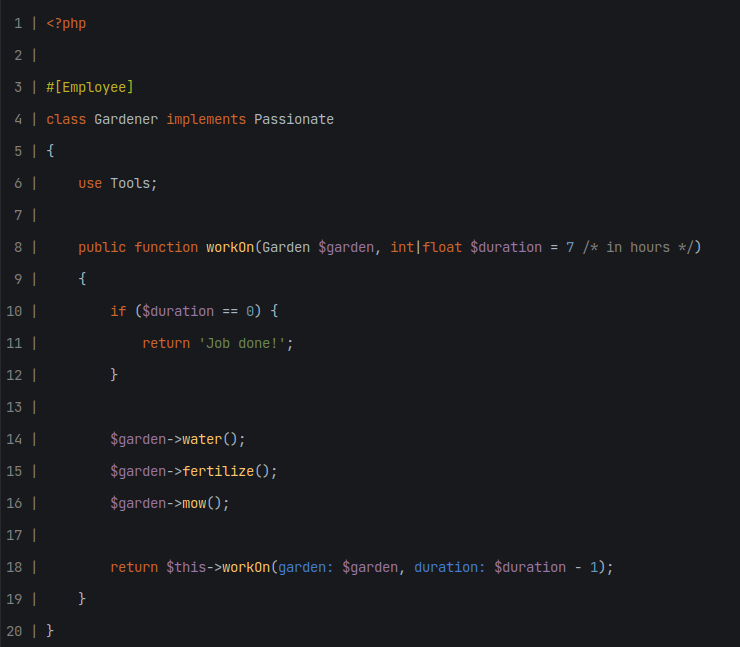 1 | <?php
2 |
3 | #[Employee]
4 | class Gardener implements Passionate
5 | {
6 |     use Tools;
7 |
8 |     public function workOn(Garden $garden, int|float $duration = 7 /* in hours */)
9 |     {
10 |         if ($duration == 0) {
11 |             return 'Job done!';
12 |         }
13 |
14 |         $garden->water();
15 |         $garden->fertilize();
16 |         $garden->mow();
17 |
18 |         return $this->workOn(garden: $garden, duration: $duration - 1);
19 |     }
20 | }